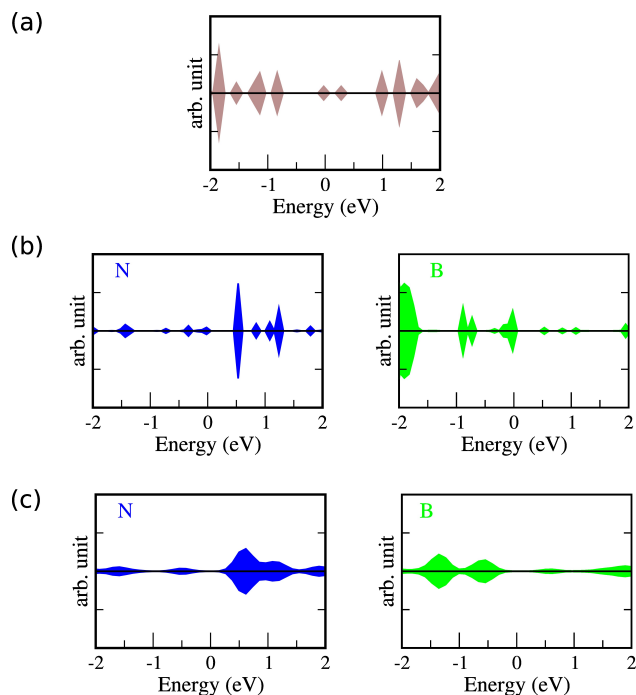 (a)
arb. unit
-2 -1 0 1 2
Energy (eV)
(b)
N
arb. unit
-2 -1 0 1 2
Energy (eV)
B
arb. unit
-2 -1 0 1 2
Energy (eV)
(c)
N
arb. unit
-2 -1 0 1 2
Energy (eV)
B
arb. unit
-2 -1 0 1 2
Energy (eV)